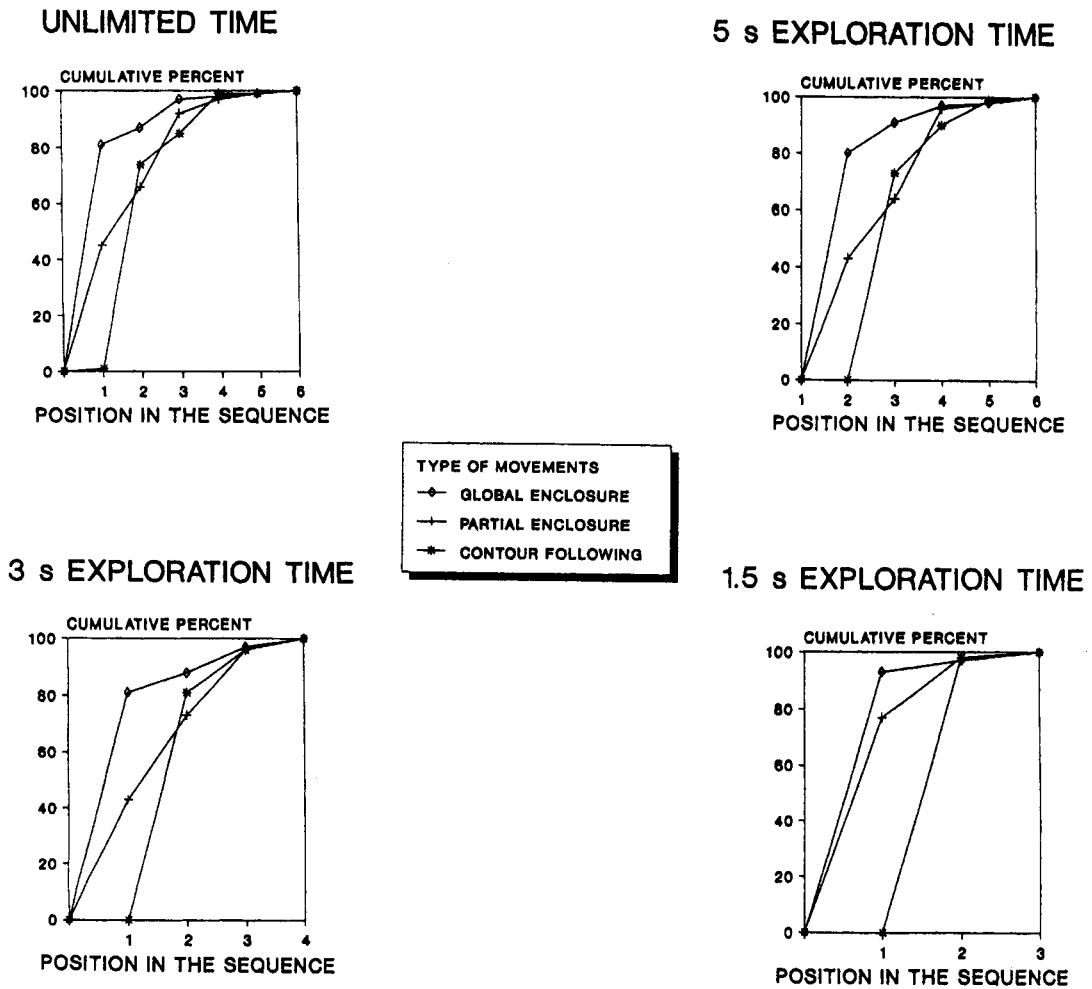 UNLIMITED TIME
CUMULATIVE PERCENT
100
80
60
40
20
0
1 2 3 4 5 6
POSITION IN THE SEQUENCE
5 s EXPLORATION TIME
CUMULATIVE PERCENT
100
80
60
40
20
0
1 2 3 4 5 6
POSITION IN THE SEQUENCE
TYPE OF MOVEMENTS
GLOBAL ENCLOSURE
PARTIAL ENCLOSURE
CONTOUR FOLLOWING
3 s EXPLORATION TIME
CUMULATIVE PERCENT
100
80
60
40
20
0
1 2 3 4
POSITION IN THE SEQUENCE
1.5 s EXPLORATION TIME
CUMULATIVE PERCENT
100
80
60
40
20
0
1 2 3
POSITION IN THE SEQUENCE